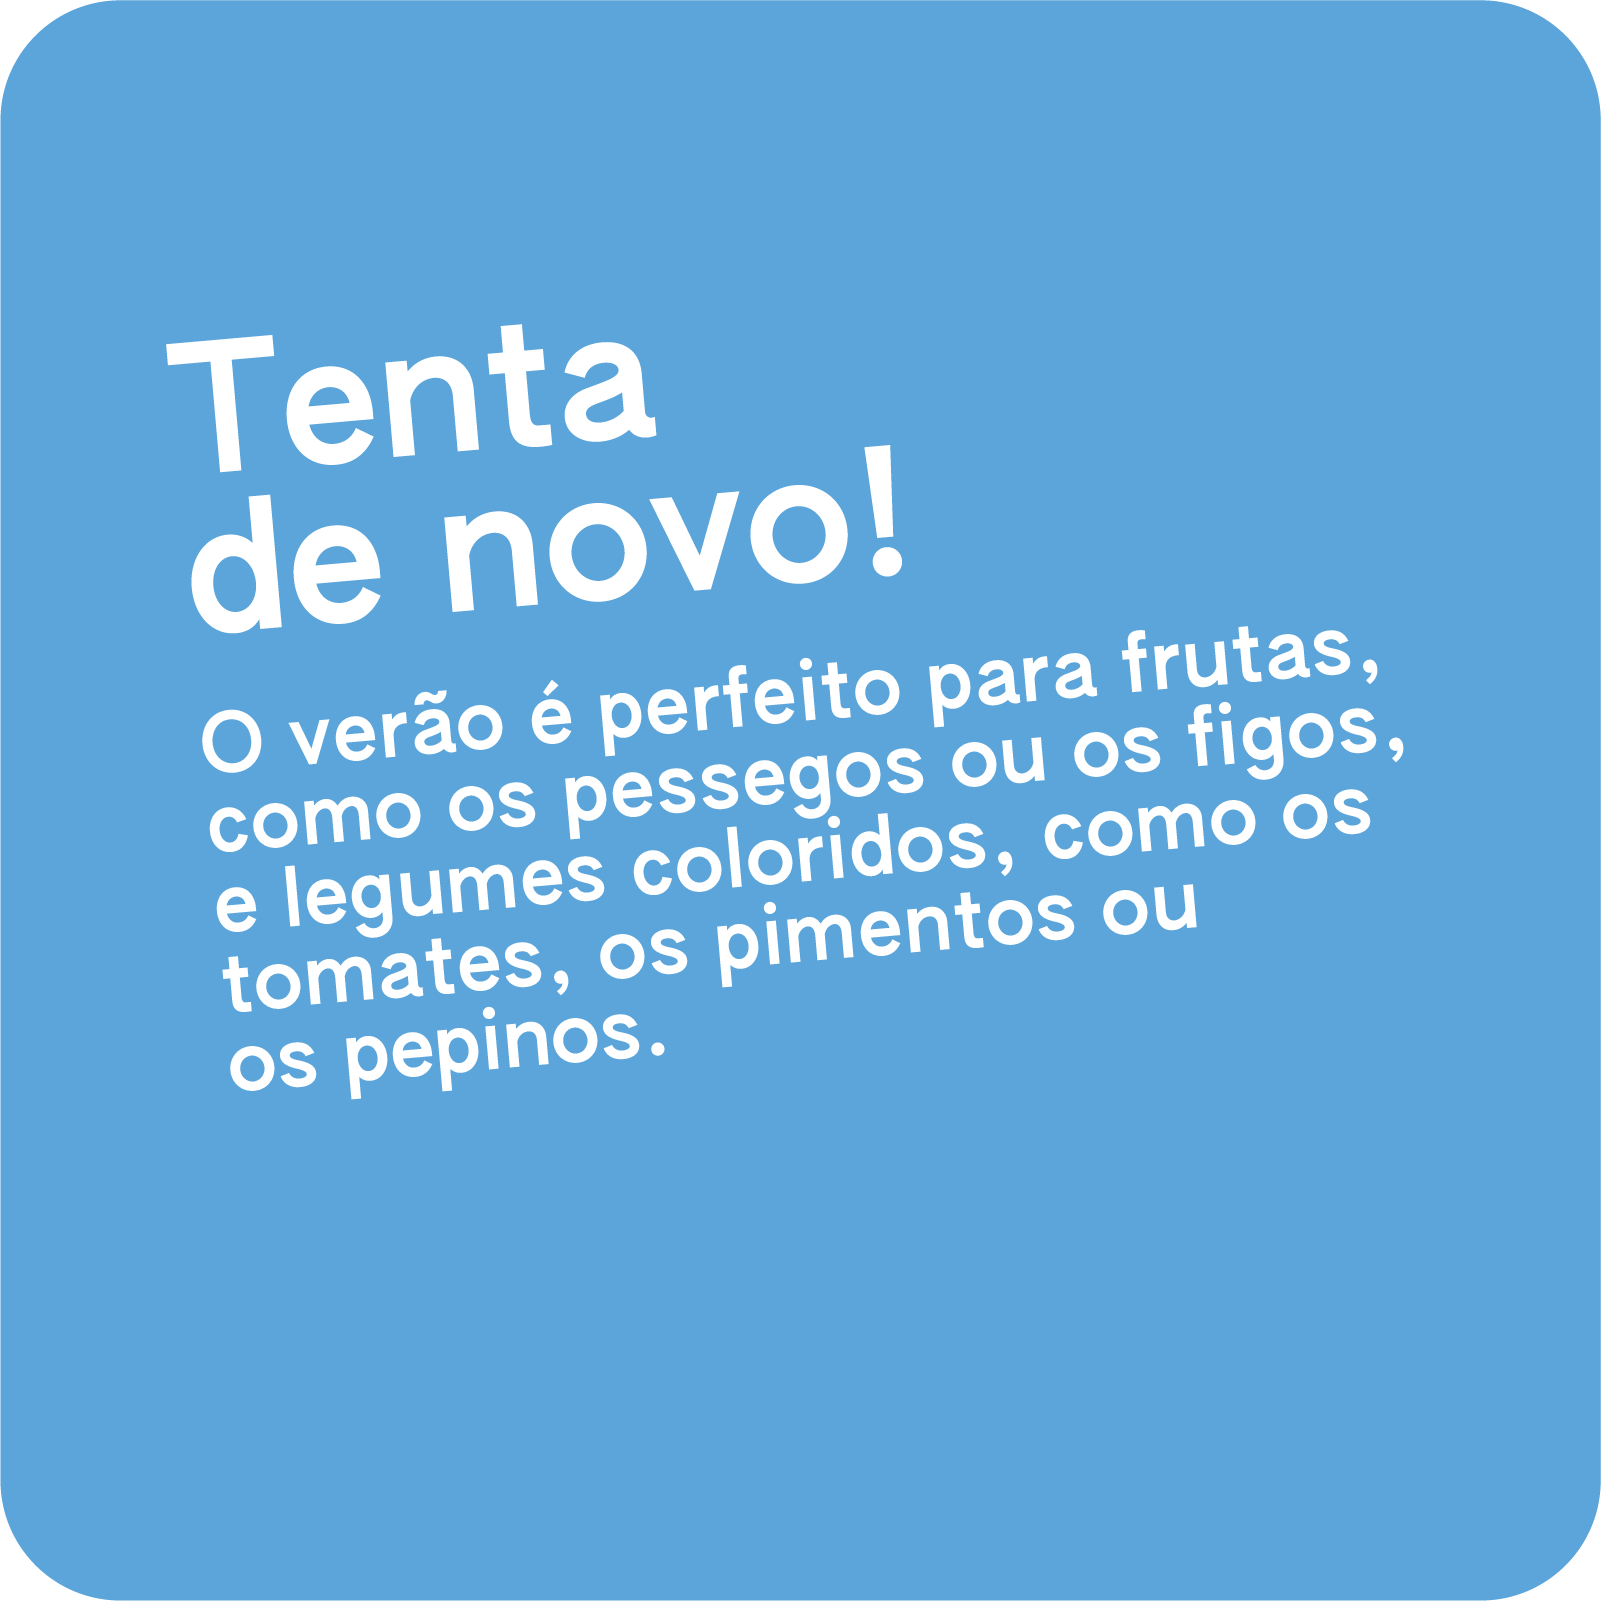 Tenta
de novo!
O verão é perfeito para frutas,
como os pessegos ou os figos,
e legumes coloridos, como os
tomates, os pimentos ou
os pepinos.